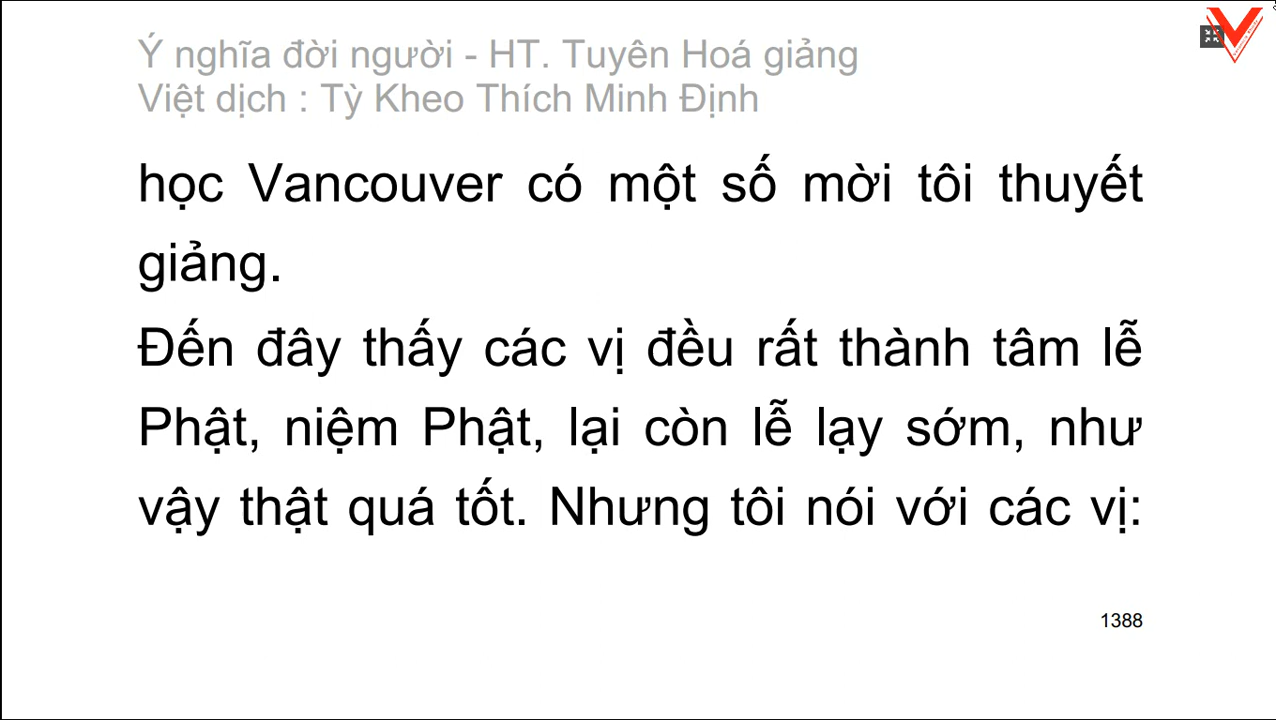 Ý nghĩa đời người - HT. Tuyên Hoá giảng
Việt dịch : Tỳ Kheo Thích Minh Định
học Vancouver có một số mời tôi thuyết
giảng.
Đến đây thấy các vị đều rất thành tâm lễ
Phật, niệm Phật, lại còn lễ lạy sớm, như
vậy thật quá tốt. Nhưng tôi nói với các vị:
1388